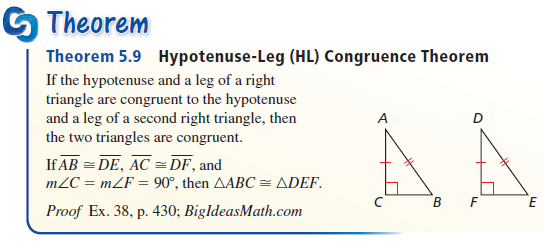 Theorem
Theorem 5.9 Hypotenuse-Leg (HL) Congruence Theorem
If the hypotenuse and a leg of a right
triangle are congruent to the hypotenuse
and a leg of a second right triangle, then
the two triangles are congruent.
If AB ≅ DE, AC ≅ DF, and
m∠C = m∠F = 90°, then △ABC ≅ △DEF.
Proof Ex. 38, p. 430; BigIdeasMath.com
A D
C B F E